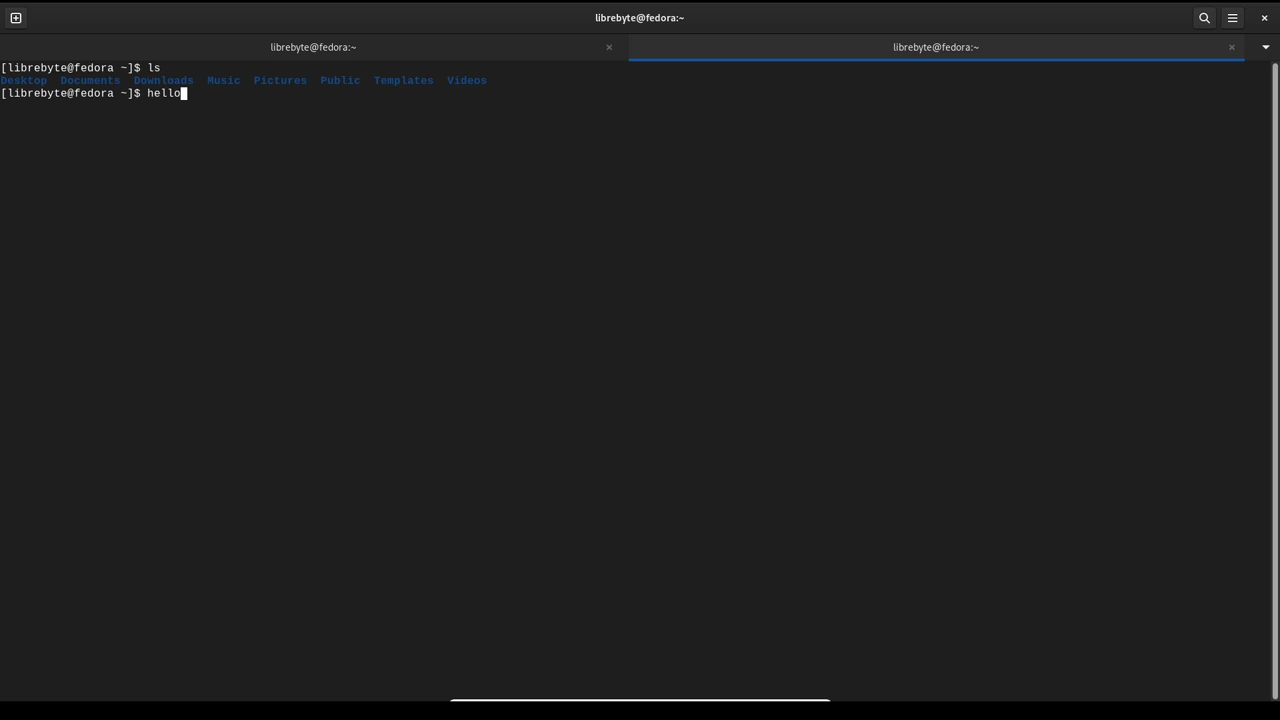 librebyte@fedora:~
librebyte@fedora:~ librebyte@fedora:~
[librebyte@fedora ~]$ ls
Desktop  Documents  Downloads  Music  Pictures  Public  Templates  Videos
[librebyte@fedora ~]$ hello